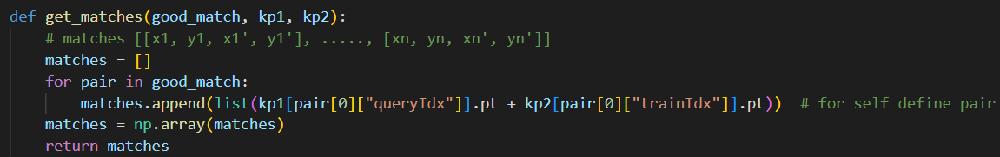 def get_matches(good_match, kp1, kp2):
    # matches [[x1, y1, x1', y1'], ....., [xn, yn, xn', yn']]
    matches = []
    for pair in good_match:
        matches.append(list(kp1[pair[0]["queryIdx"]].pt + kp2[pair[0]["trainIdx"]].pt))  # for self define pair
    matches = np.array(matches)
    return matches